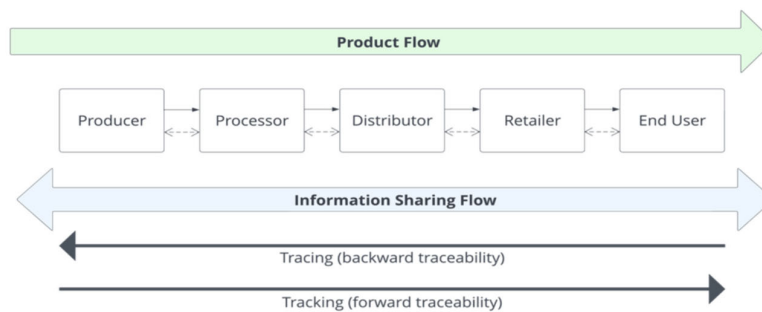 Product Flow
Producer
Processor
Distributor
Retailer
End User
Information Sharing Flow
Tracing (backward traceability)
Tracking (forward traceability)